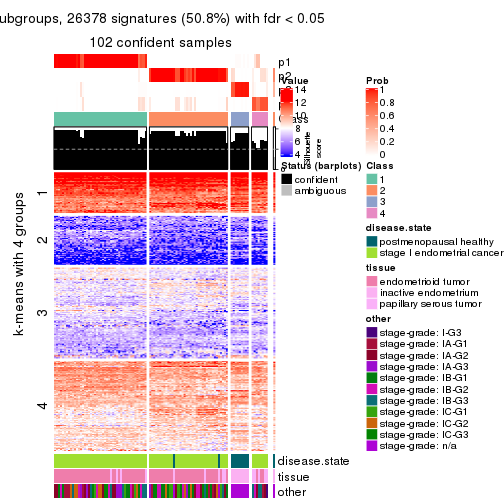 ubgroups, 26378 signatures (50.8%) with fdr < 0.05
102 confident samples
p1
p2
Value
14
12
10
8
6
4
silhouette
score
Status (barplots)
confident
ambiguous
Prob
1
0.8
0.6
0.4
0.2
0
Class
1
2
3
4
disease.state
postmenopausal healthy
stage I endometrial cancer
tissue
endometrioid tumor
inactive endometrium
papillary serous tumor
other
stage-grade: I-G3
stage-grade: IA-G1
stage-grade: IA-G2
stage-grade: IA-G3
stage-grade: IB-G1
stage-grade: IB-G2
stage-grade: IB-G3
stage-grade: IC-G1
stage-grade: IC-G2
stage-grade: IC-G3
stage-grade: n/a
k-means with 4 groups
1
2
3
4
disease.state
tissue
other